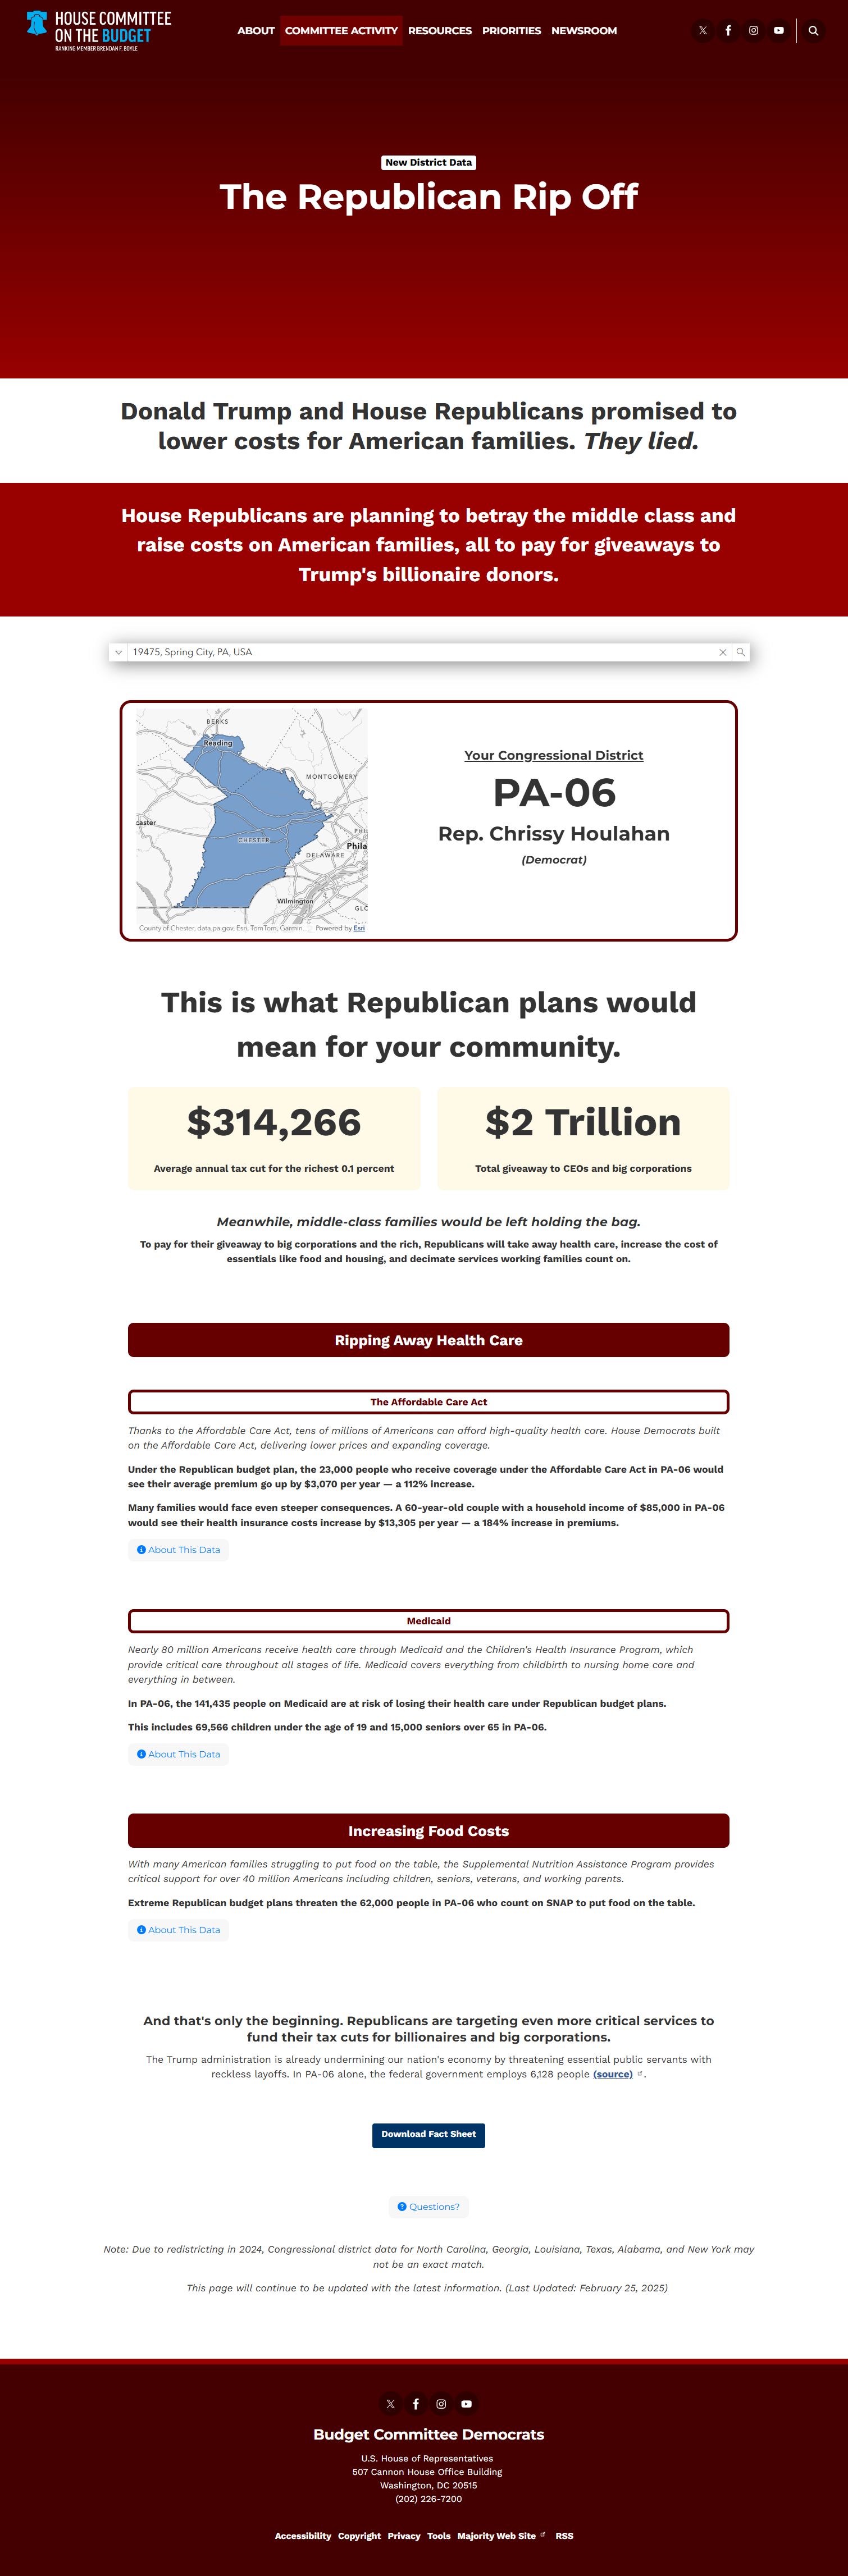 HOUSE COMMITTEE
ON THE BUDGET
RANKING MEMBER BRENDAN F. BOYLE
ABOUT COMMITTEE ACTIVITY RESOURCES PRIORITIES NEWSROOM
New District Data
The Republican Rip Off
Donald Trump and House Republicans promised to
lower costs for American families. They lied.
House Republicans are planning to betray the middle class and
raise costs on American families, all to pay for giveaways to
Trump's billionaire donors.
19475, Spring City, PA, USA
BERKS
Reading
MONTGOMERY
caster
CHESTER
PHIL
Phila
DELAWARE
Wilmington
GLO
County of Chester, data.pa.gov, Esri, TomTom, Garmin... Powered by Esri
Your Congressional District
PA-06
Rep. Chrissy Houlahan
(Democrat)
This is what Republican plans would
mean for your community.
$314,266
Average annual tax cut for the richest 0.1 percent
$2 Trillion
Total giveaway to CEOs and big corporations
Meanwhile, middle-class families would be left holding the bag.
To pay for their giveaway to big corporations and the rich, Republicans will take away health care, increase the cost of
essentials like food and housing, and decimate services working families count on.
Ripping Away Health Care
The Affordable Care Act
Thanks to the Affordable Care Act, tens of millions of Americans can afford high-quality health care. House Democrats built
on the Affordable Care Act, delivering lower prices and expanding coverage.
Under the Republican budget plan, the 23,000 people who receive coverage under the Affordable Care Act in PA-06 would
see their average premium go up by $3,070 per year — a 112% increase.
Many families would face even steeper consequences. A 60-year-old couple with a household income of $85,000 in PA-06
would see their health insurance costs increase by $13,305 per year — a 184% increase in premiums.
About This Data
Medicaid
Nearly 80 million Americans receive health care through Medicaid and the Children's Health Insurance Program, which
provide critical care throughout all stages of life. Medicaid covers everything from childbirth to nursing home care and
everything in between.
In PA-06, the 141,435 people on Medicaid are at risk of losing their health care under Republican budget plans.
This includes 69,566 children under the age of 19 and 15,000 seniors over 65 in PA-06.
About This Data
Increasing Food Costs
With many American families struggling to put food on the table, the Supplemental Nutrition Assistance Program provides
critical support for over 40 million Americans including children, seniors, veterans, and working parents.
Extreme Republican budget plans threaten the 62,000 people in PA-06 who count on SNAP to put food on the table.
About This Data
And that's only the beginning. Republicans are targeting even more critical services to
fund their tax cuts for billionaires and big corporations.
The Trump administration is already undermining our nation's economy by threatening essential public servants with
reckless layoffs. In PA-06 alone, the federal government employs 6,128 people (source).
Download Fact Sheet
Questions?
Note: Due to redistricting in 2024, Congressional district data for North Carolina, Georgia, Louisiana, Texas, Alabama, and New York may
not be an exact match.
This page will continue to be updated with the latest information. (Last Updated: February 25, 2025)
Budget Committee Democrats
U.S. House of Representatives
507 Cannon House Office Building
Washington, DC 20515
(202) 226-7200
Accessibility Copyright Privacy Tools Majority Web Site RSS